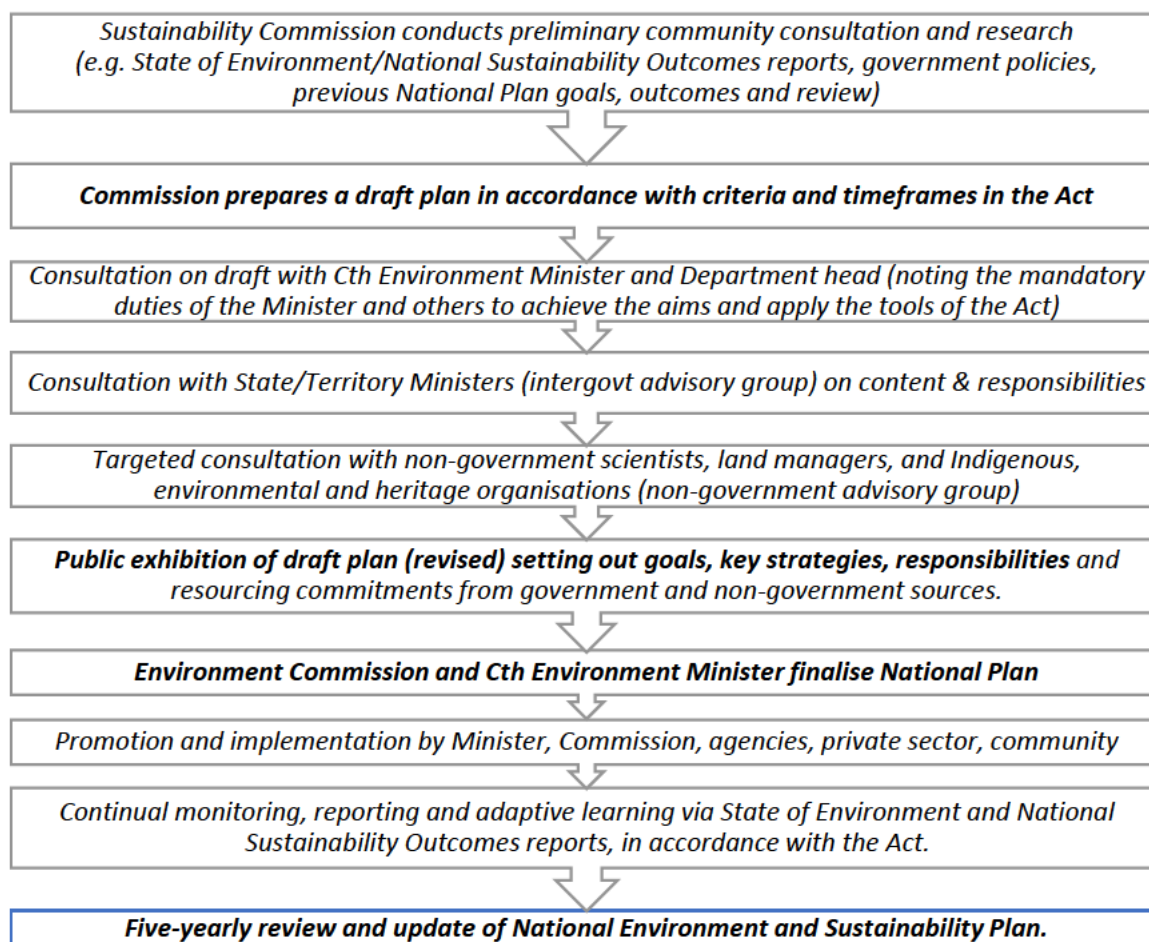 Sustainability Commission conducts preliminary community consultation and research
(e.g. State of Environment/National Sustainability Outcomes reports, government policies,
previous National Plan goals, outcomes and review)
Commission prepares a draft plan in accordance with criteria and timeframes in the Act
Consultation on draft with Cth Environment Minister and Department head (noting the mandatory
duties of the Minister and others to achieve the aims and apply the tools of the Act)
Consultation with State/Territory Ministers (intergovt advisory group) on content & responsibilities
Targeted consultation with non-government scientists, land managers, and Indigenous,
environmental and heritage organisations (non-government advisory group)
Public exhibition of draft plan (revised) setting out goals, key strategies, responsibilities and
resourcing commitments from government and non-government sources.
Environment Commission and Cth Environment Minister finalise National Plan
Promotion and implementation by Minister, Commission, agencies, private sector, community
Continual monitoring, reporting and adaptive learning via State of Environment and National
Sustainability Outcomes reports, in accordance with the Act.
Five-yearly review and update of National Environment and Sustainability Plan.